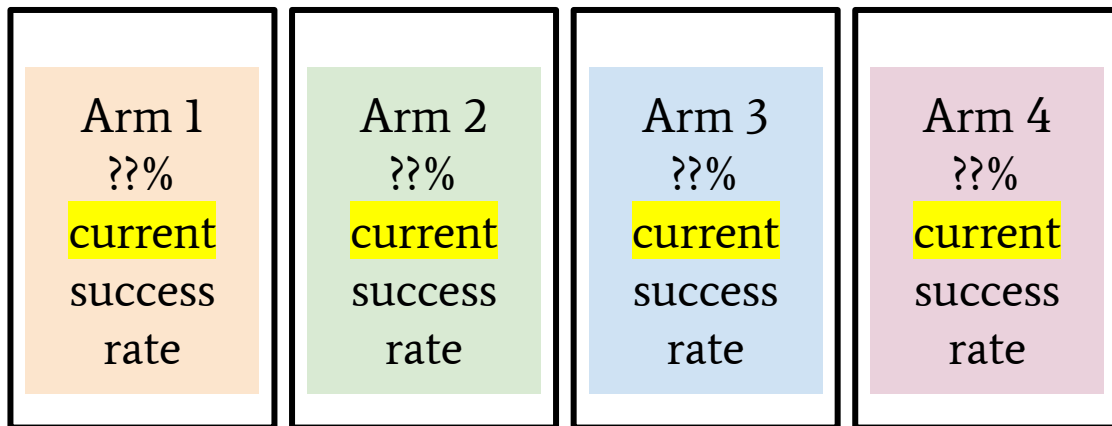 Arm 1
??%
current
success
rate
Arm 2
??%
current
success
rate
Arm 3
??%
current
success
rate
Arm 4
??%
current
success
rate